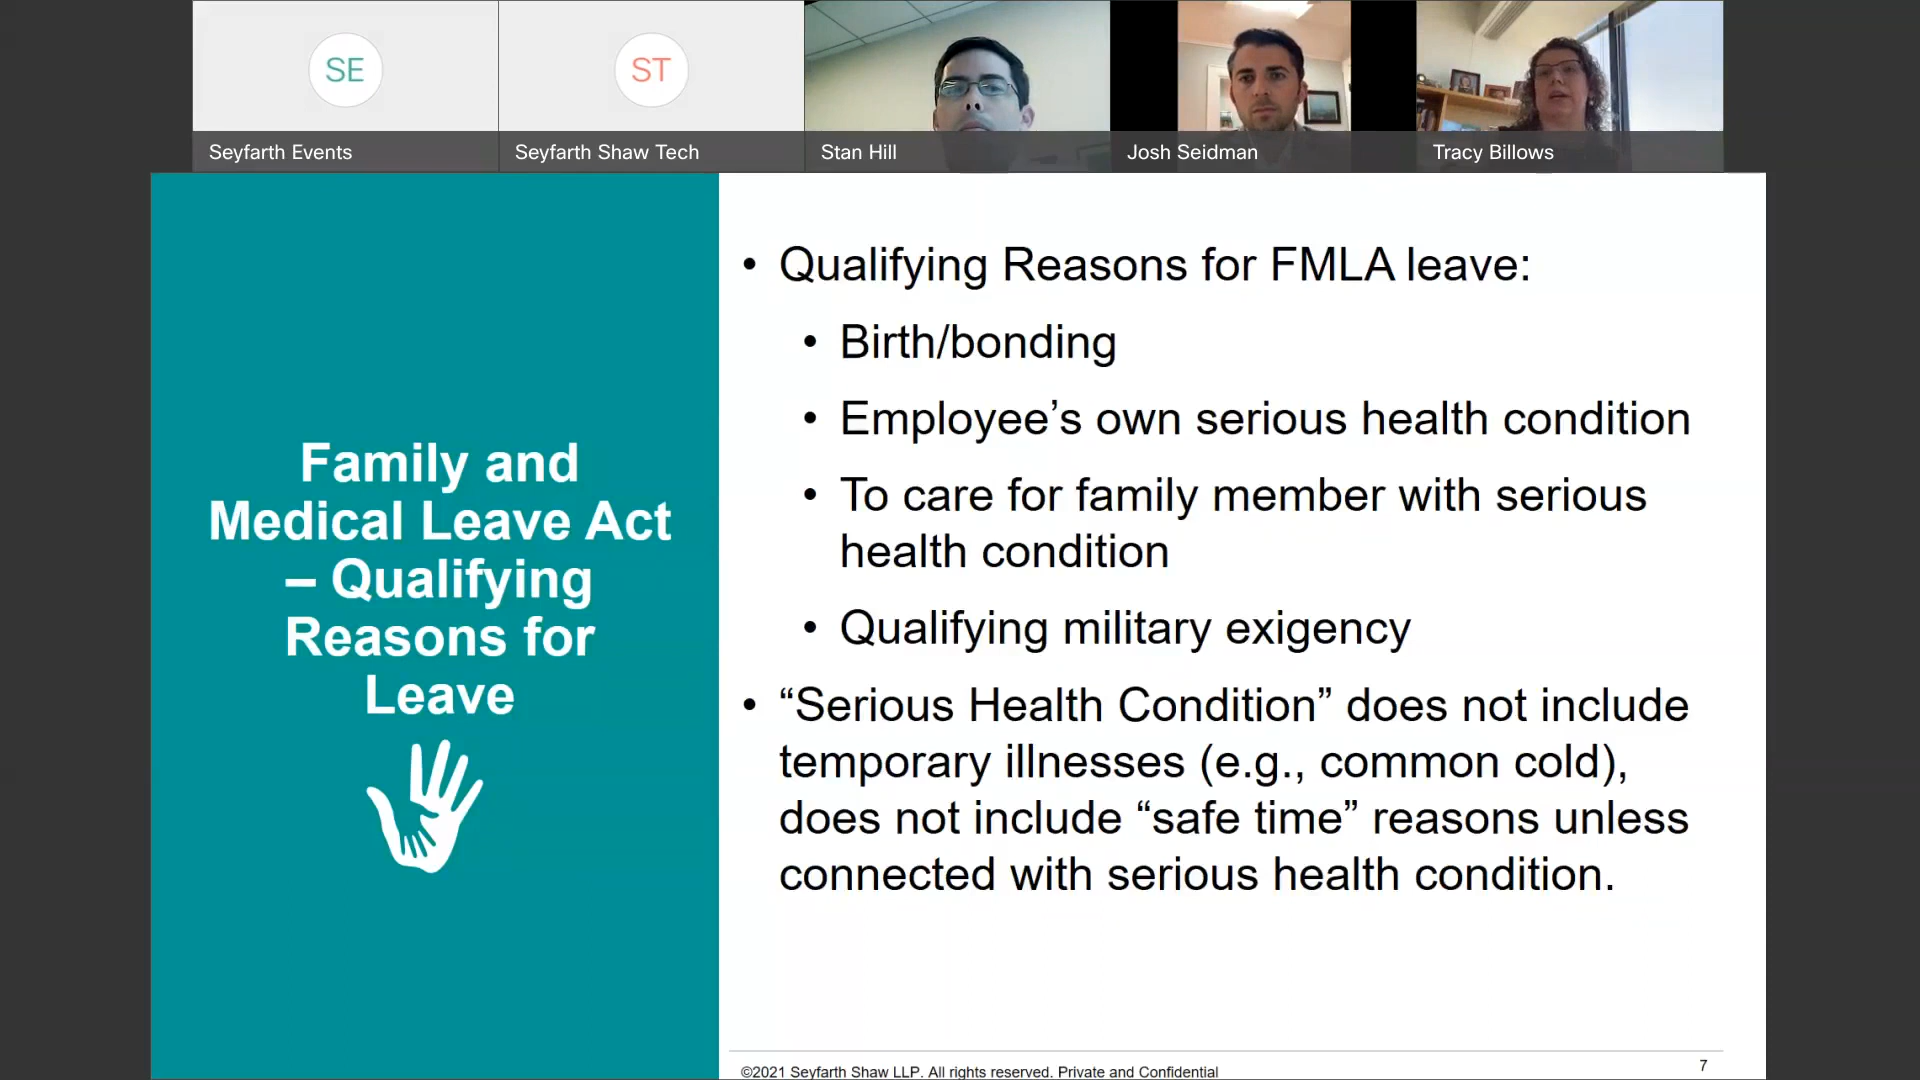 SE
ST
Seyfarth Events
Seyfarth Shaw Tech
Stan Hill
Josh Seidman
Tracy Billows
Family and
Medical Leave Act
– Qualifying
Reasons for
Leave
• Qualifying Reasons for FMLA leave:
• Birth/bonding
• Employee’s own serious health condition
• To care for family member with serious
health condition
• Qualifying military exigency
• “Serious Health Condition” does not include
temporary illnesses (e.g., common cold),
does not include “safe time” reasons unless
connected with serious health condition.
©2021 Seyfarth Shaw LLP. All rights reserved. Private and Confidential
7